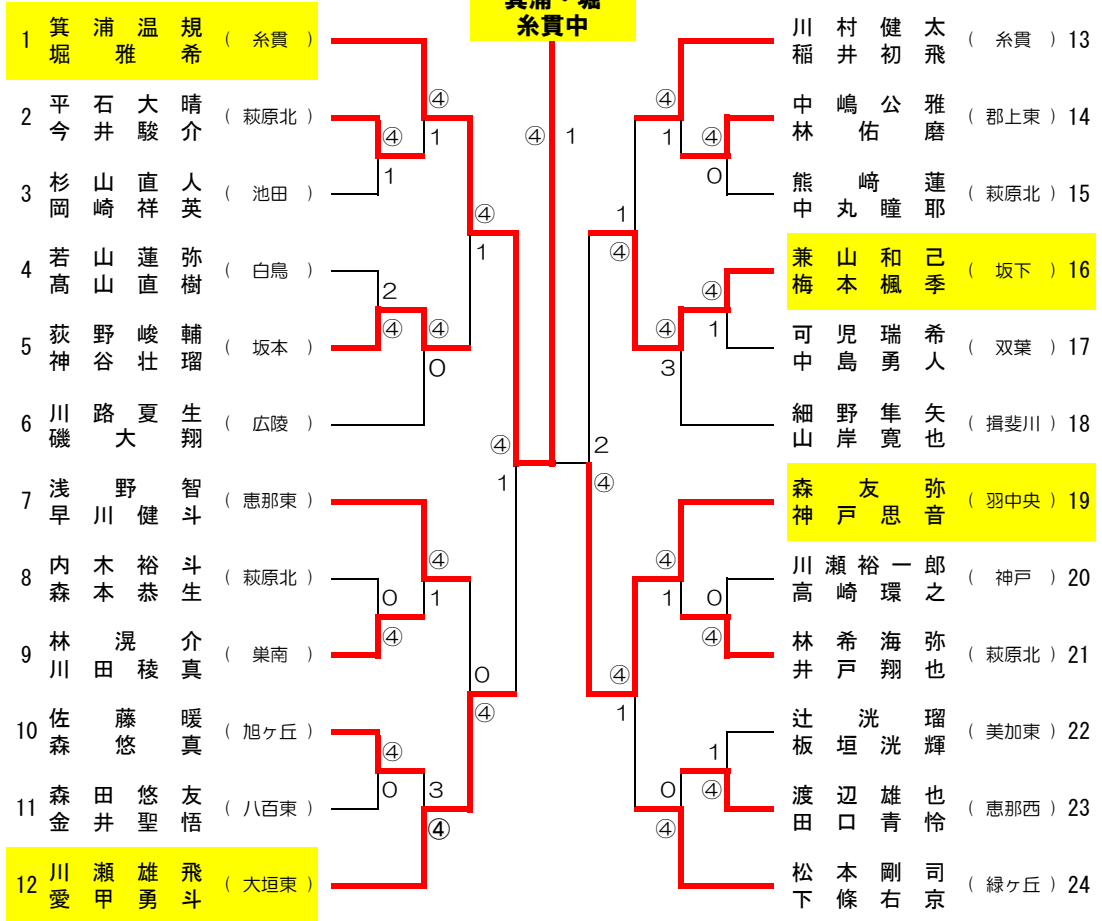 箕浦・堀
糸貫中
1 箕浦温規 堀雅希 ( 糸貫 )
④
1
2 平石大晴 今井駿介 ( 萩原北 )
④
1
3 杉山直人 岡崎祥英 ( 池田 )
④
1
4 若山蓮弥 髙山直樹 ( 白鳥 )
2
④
④
5 荻野峻輔 神谷壮瑠 ( 坂本 )
0
6 川路夏生 磯大翔 ( 広陵 )
④
1
7 浅野智 早川健斗 ( 恵那東 )
④
1
8 内木裕斗 森本恭生 ( 萩原北 )
0
④
9 林滉介 川田稜真 ( 巣南 )
0
④
10 佐藤暖 森悠真 ( 旭ヶ丘 )
④
0
3
④
11 森田悠友 金井聖悟 ( 八百東 )
12 川瀬雄飛 愛甲勇斗 ( 大垣東 )
④ 1
川村健太 稲井初飛 ( 糸貫 ) 13
④
1
中嶋公雅 林佑磨 ( 郡上東 ) 14
④
0
熊﨑蓮 中丸瞳耶 ( 萩原北 ) 15
1
④
兼山和己 梅本楓季 ( 坂下 ) 16
④
1
可児瑞希 中島勇人 ( 双葉 ) 17
④
3
細野隼矢 山岸寛也 ( 揖斐川 ) 18
2
④
森友弥 神戸思音 ( 羽中央 ) 19
④
1
川瀬裕一郎 高崎環之 ( 神戸 ) 20
0
④
林希海弥 井戸翔也 ( 萩原北 ) 21
④
1
辻洸瑠 板垣洸輝 ( 美加東 ) 22
1
④
渡辺雄也 田口青怜 ( 恵那西 ) 23
0
④
松本剛司 下條右京 ( 緑ヶ丘 ) 24